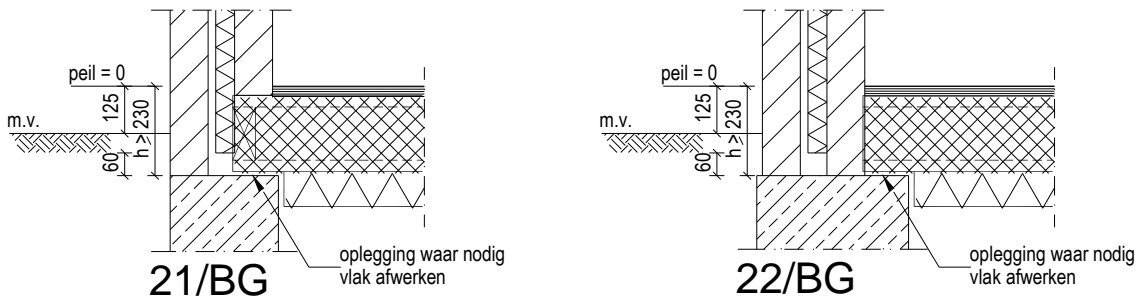 peil = 0
125
h ≥ 230
m.v.
60
oplegging waar nodig
vlak afwerken
21/BG
peil = 0
125
h ≥ 230
m.v.
60
oplegging waar nodig
vlak afwerken
22/BG